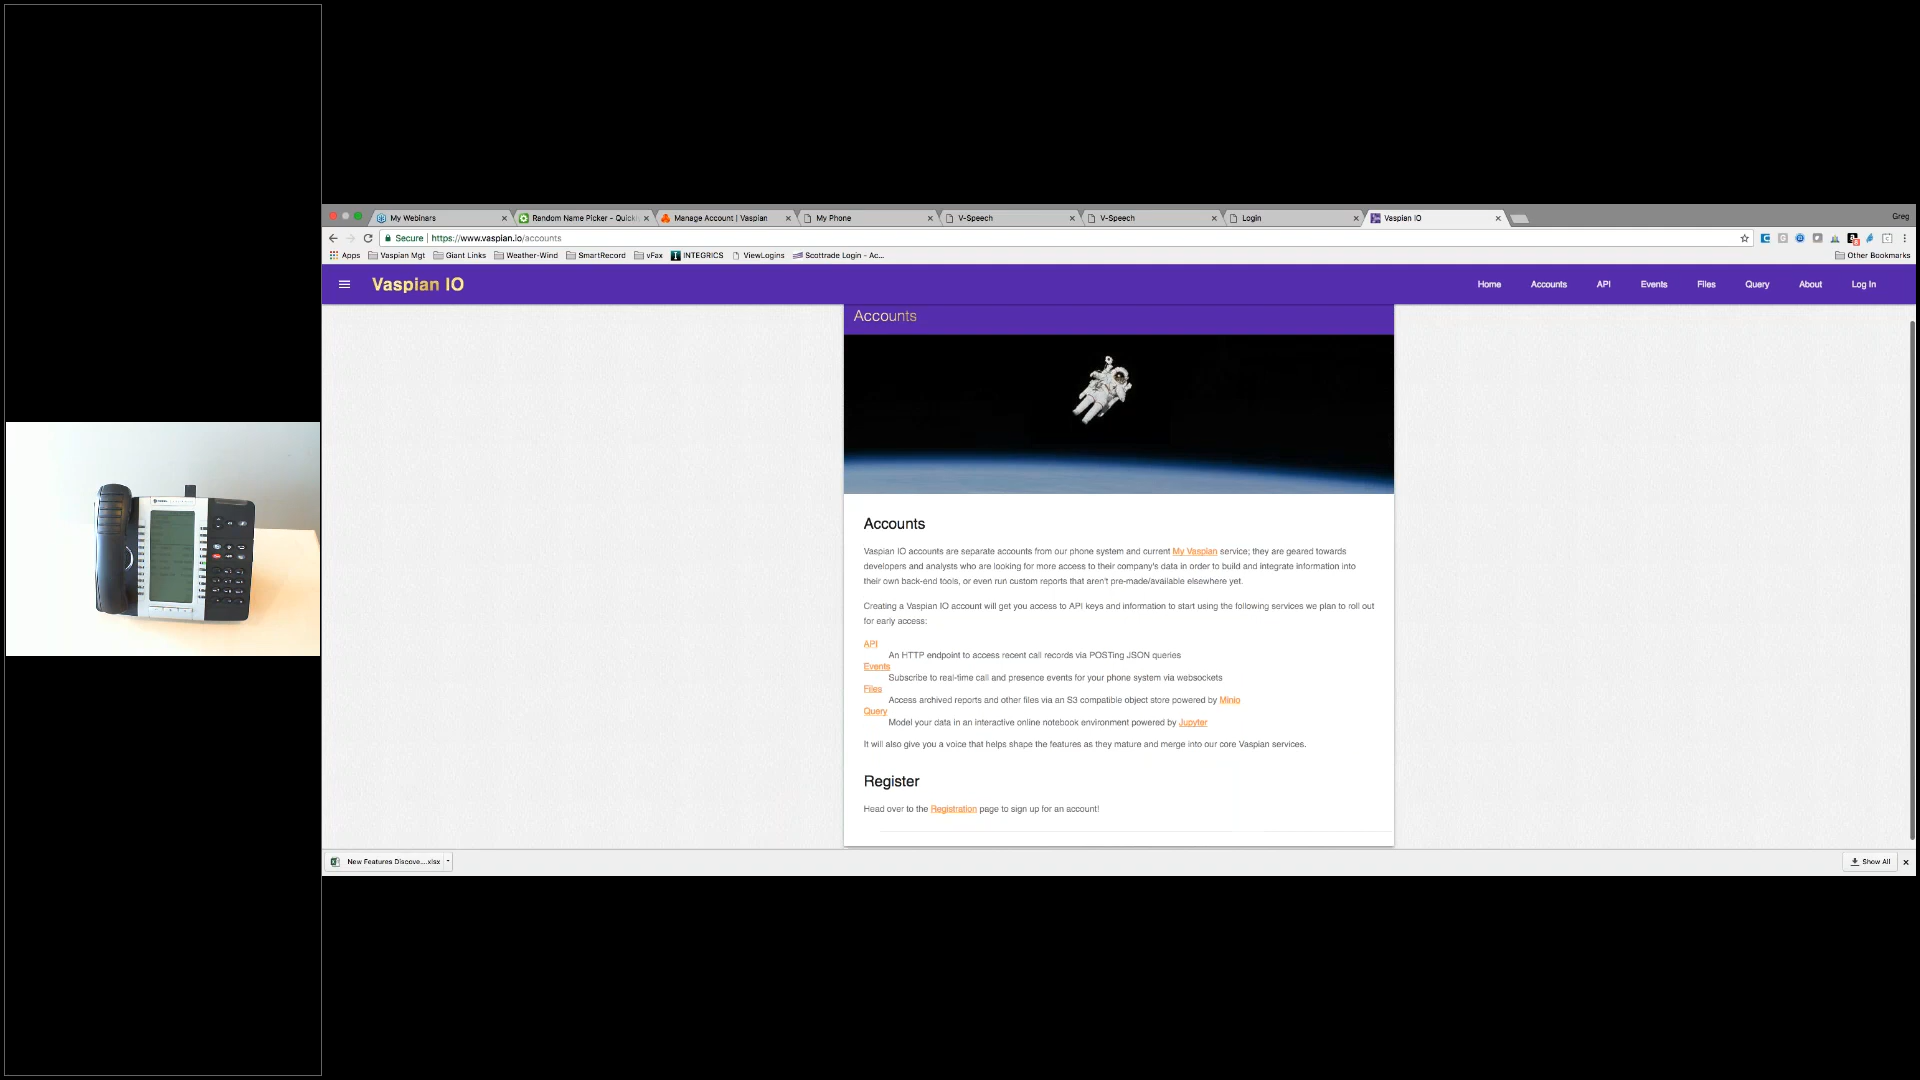 My Webinars
Random Name Picker - Quick
Manage Account | Vaspian
My Phone
V-Speech
V-Speech
Login
Vaspian IO
Greg
Secure | https://www.vaspian.io/accounts
Apps
Vaspian Mgt
Giant Links
Weather-Wind
SmartRecord
vFax
INTEGRICS
ViewLogins
Scottrade Login - Ac...
Other Bookmarks
Vaspian IO
Home
Accounts
API
Events
Files
Query
About
Log In
Accounts
Accounts
Vaspian IO accounts are separate accounts from our phone system and current My Vaspian service; they are geared towards
developers and analysts who are looking for more access to their company's data in order to build and integrate information into
their own back-end tools, or even run custom reports that aren't pre-made/available elsewhere yet.
Creating a Vaspian IO account will get you access to API keys and information to start using the following services we plan to roll out
for early access:
API
An HTTP endpoint to access recent call records via POSTing JSON queries
Events
Subscribe to real-time call and presence events for your phone system via websockets
Files
Access archived reports and other files via an S3 compatible object store powered by Minio
Query
Model your data in an interactive online notebook environment powered by Jupyter
It will also give you a voice that helps shape the features as they mature and merge into our core Vaspian services.
Register
Head over to the Registration page to sign up for an account!
New Features Discove....xlsx
Show All